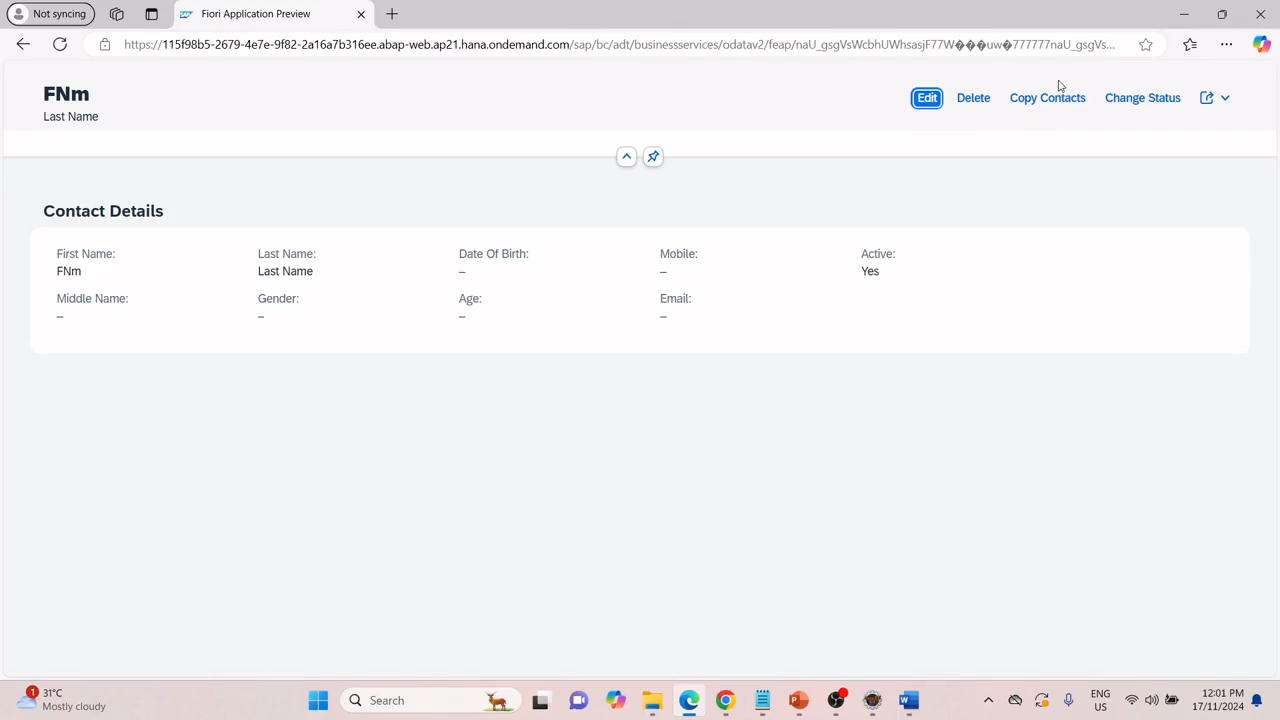 Not syncing
Fiori Application Preview
https://115f98b5-2679-4e7e-9f82-2a16a7b316ee.abap-web.ap21.hana.ondemand.com/sap/bc/adt/businessservices/odatav2/feap/naU_gsgVsWcbhUWhsasjF77W���uw�777777naU_gsgVs...
FNm
Last Name
Edit
Delete
Copy Contacts
Change Status
Contact Details
First Name:
FNm
Last Name:
Last Name
Date Of Birth:
–
Mobile:
–
Active:
Yes
Middle Name:
–
Gender:
–
Age:
–
Email:
–
1
31°C
Mostly cloudy
Search
ENG
US
12:01 PM
17/11/2024